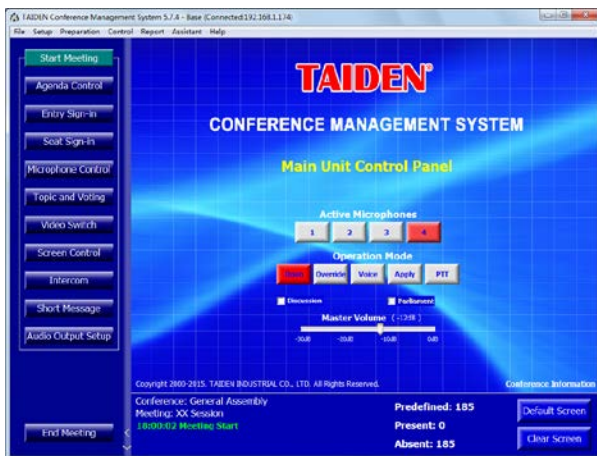 TAIDEN Conference Management System 5.7.4 - Base (Connected:192.168.1.174)
File Setup Preparation Control Report Assistant Help
Start Meeting
Agenda Control
Entry Sign-in
Seat Sign-in
Microphone Control
Topic and Voting
Video Switch
Screen Control
Intercom
Short Message
Audio Output Setup
End Meeting
TAIDEN®
CONFERENCE MANAGEMENT SYSTEM
Main Unit Control Panel
Active Microphones
1 2 3 4
Operation Mode
Open Override Voice Apply PTT
Discussion Parliament
Master Volume (-12dB)
-30dB -20dB -10dB 0dB
Copyright 2000-2015. TAIDEN INDUSTRIAL CO., LTD. All Rights Reserved.
Conference Information
Conference: General Assembly
Meeting: XX Session
18:00:02 Meeting Start
Predefined: 185
Present: 0
Absent: 185
Default Screen
Clear Screen